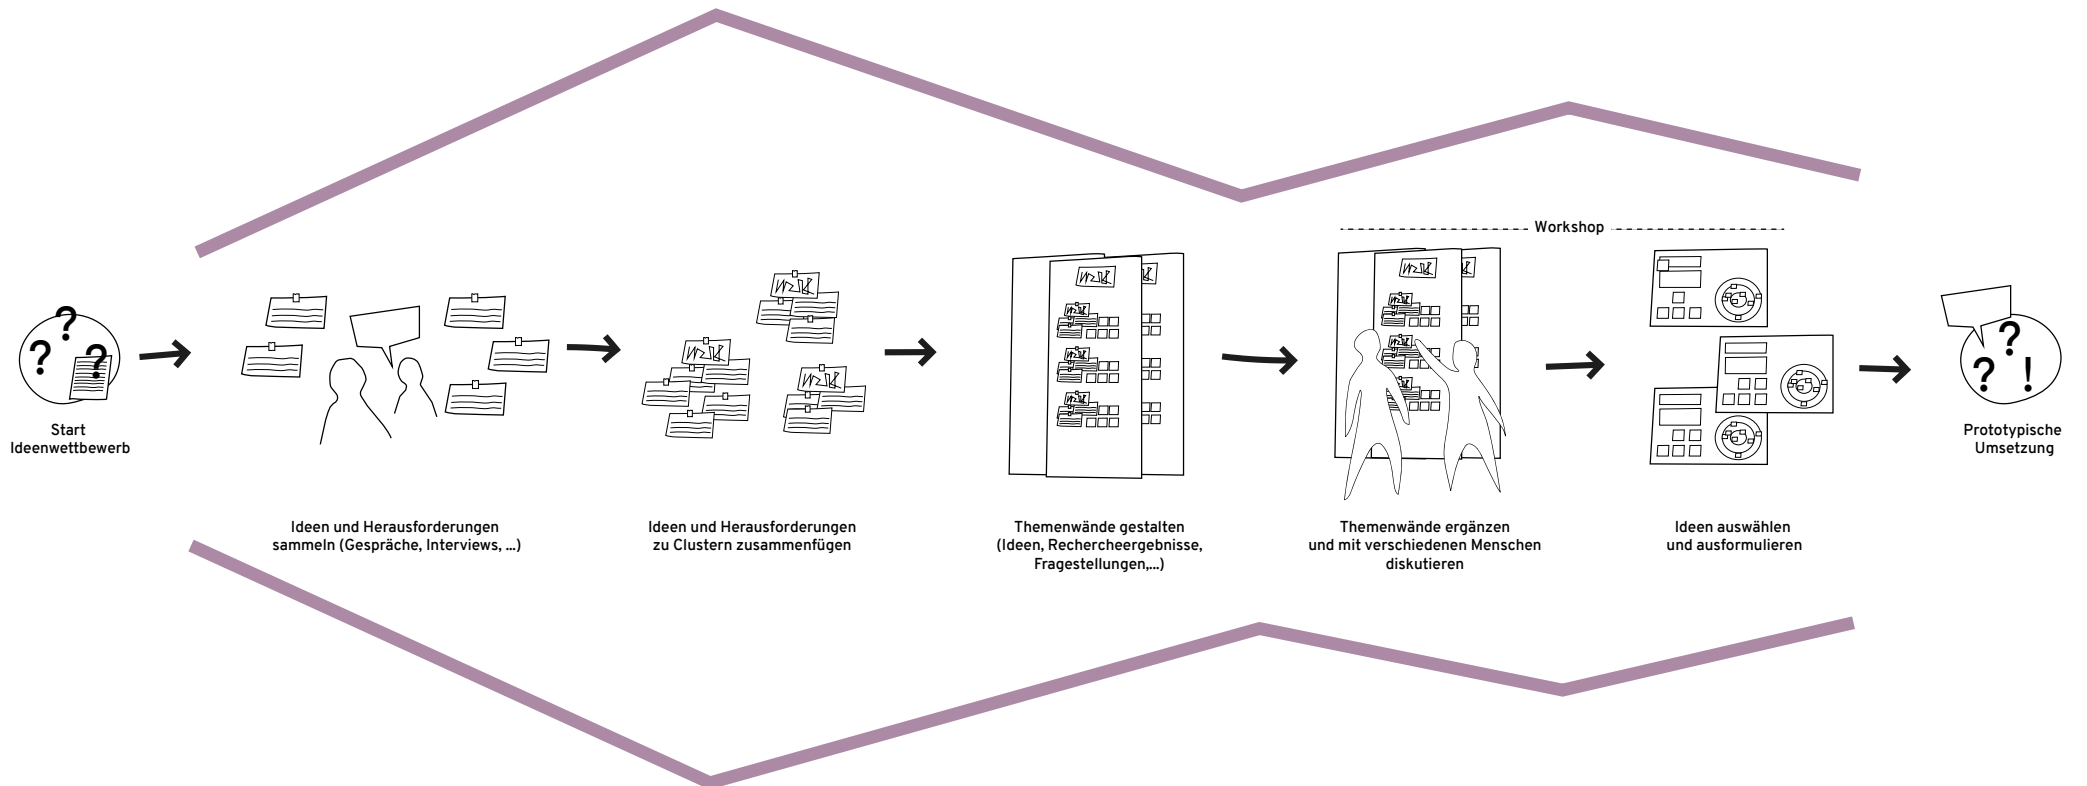 Workshop
?
?
?
Start
Ideenwettbewerb
Ideen und Herausforderungen
sammeln (Gespräche, Interviews, ...)
Ideen und Herausforderungen
zu Clustern zusammenfügen
Themenwände gestalten
(Ideen, Rechercheergebnisse,
Fragestellungen,...)
Themenwände ergänzen
und mit verschiedenen Menschen
diskutieren
Ideen auswählen
und ausformulieren
?
?
!
Prototypische
Umsetzung